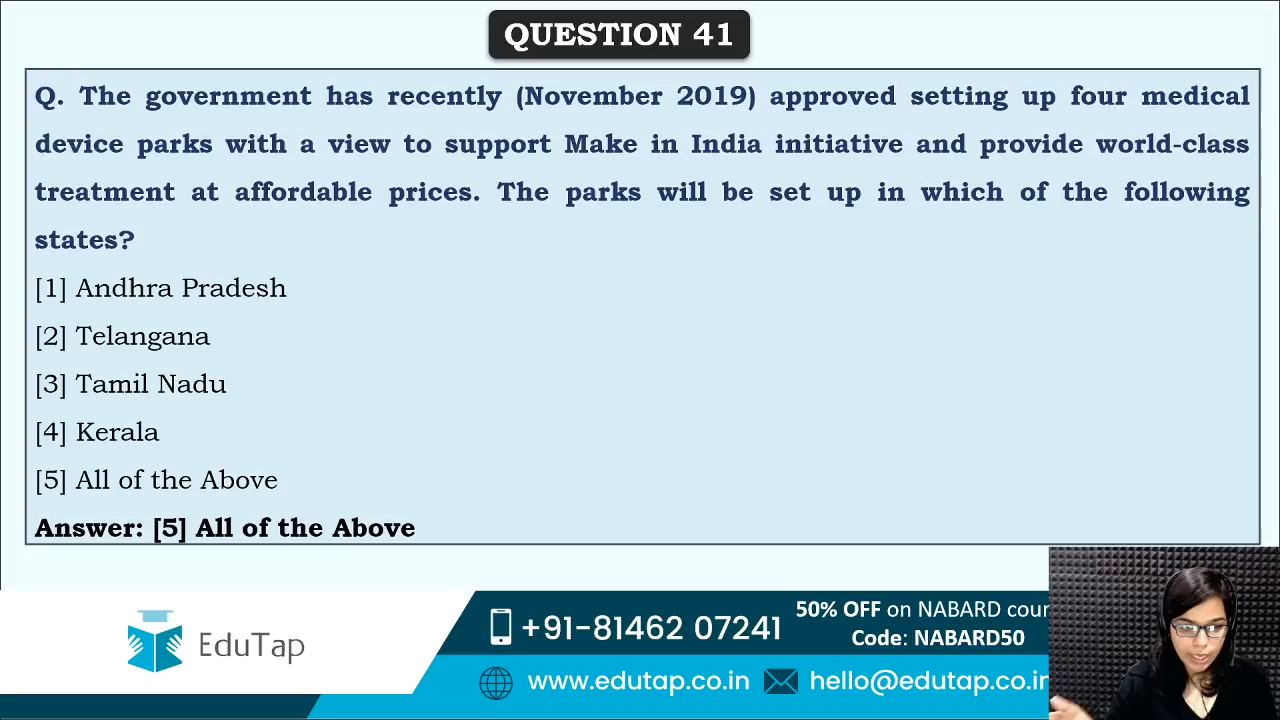 QUESTION 41
Q. The government has recently (November 2019) approved setting up four medical
device parks with a view to support Make in India initiative and provide world-class
treatment at affordable prices. The parks will be set up in which of the following
states?
[1] Andhra Pradesh
[2] Telangana
[3] Tamil Nadu
[4] Kerala
[5] All of the Above
Answer: [5] All of the Above
EduTap
+91-81462 07241
50% OFF on NABARD cour
Code: NABARD50
www.edutap.co.in
hello@edutap.co.in